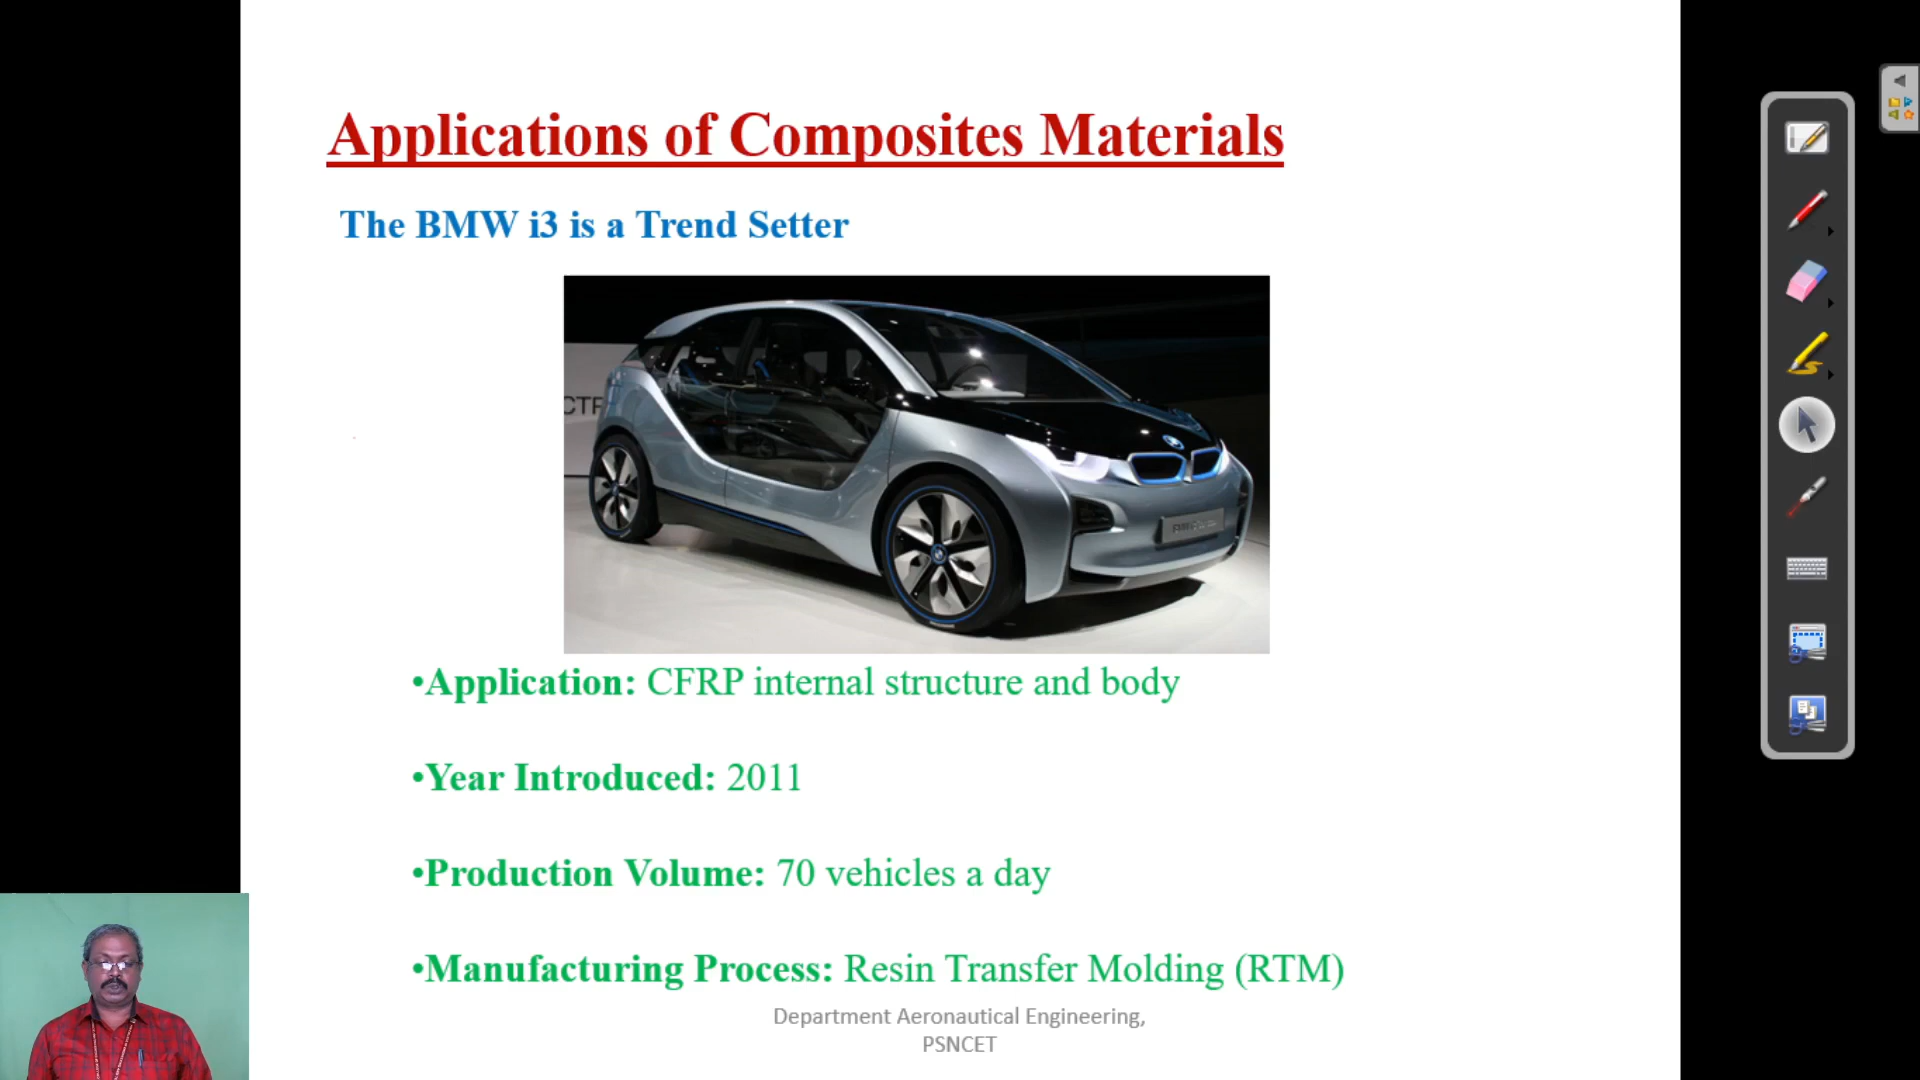 Applications of Composites Materials
The BMW i3 is a Trend Setter
CTF
•Application: CFRP internal structure and body
•Year Introduced: 2011
•Production Volume: 70 vehicles a day
•Manufacturing Process: Resin Transfer Molding (RTM)
Department Aeronautical Engineering,
PSNCET